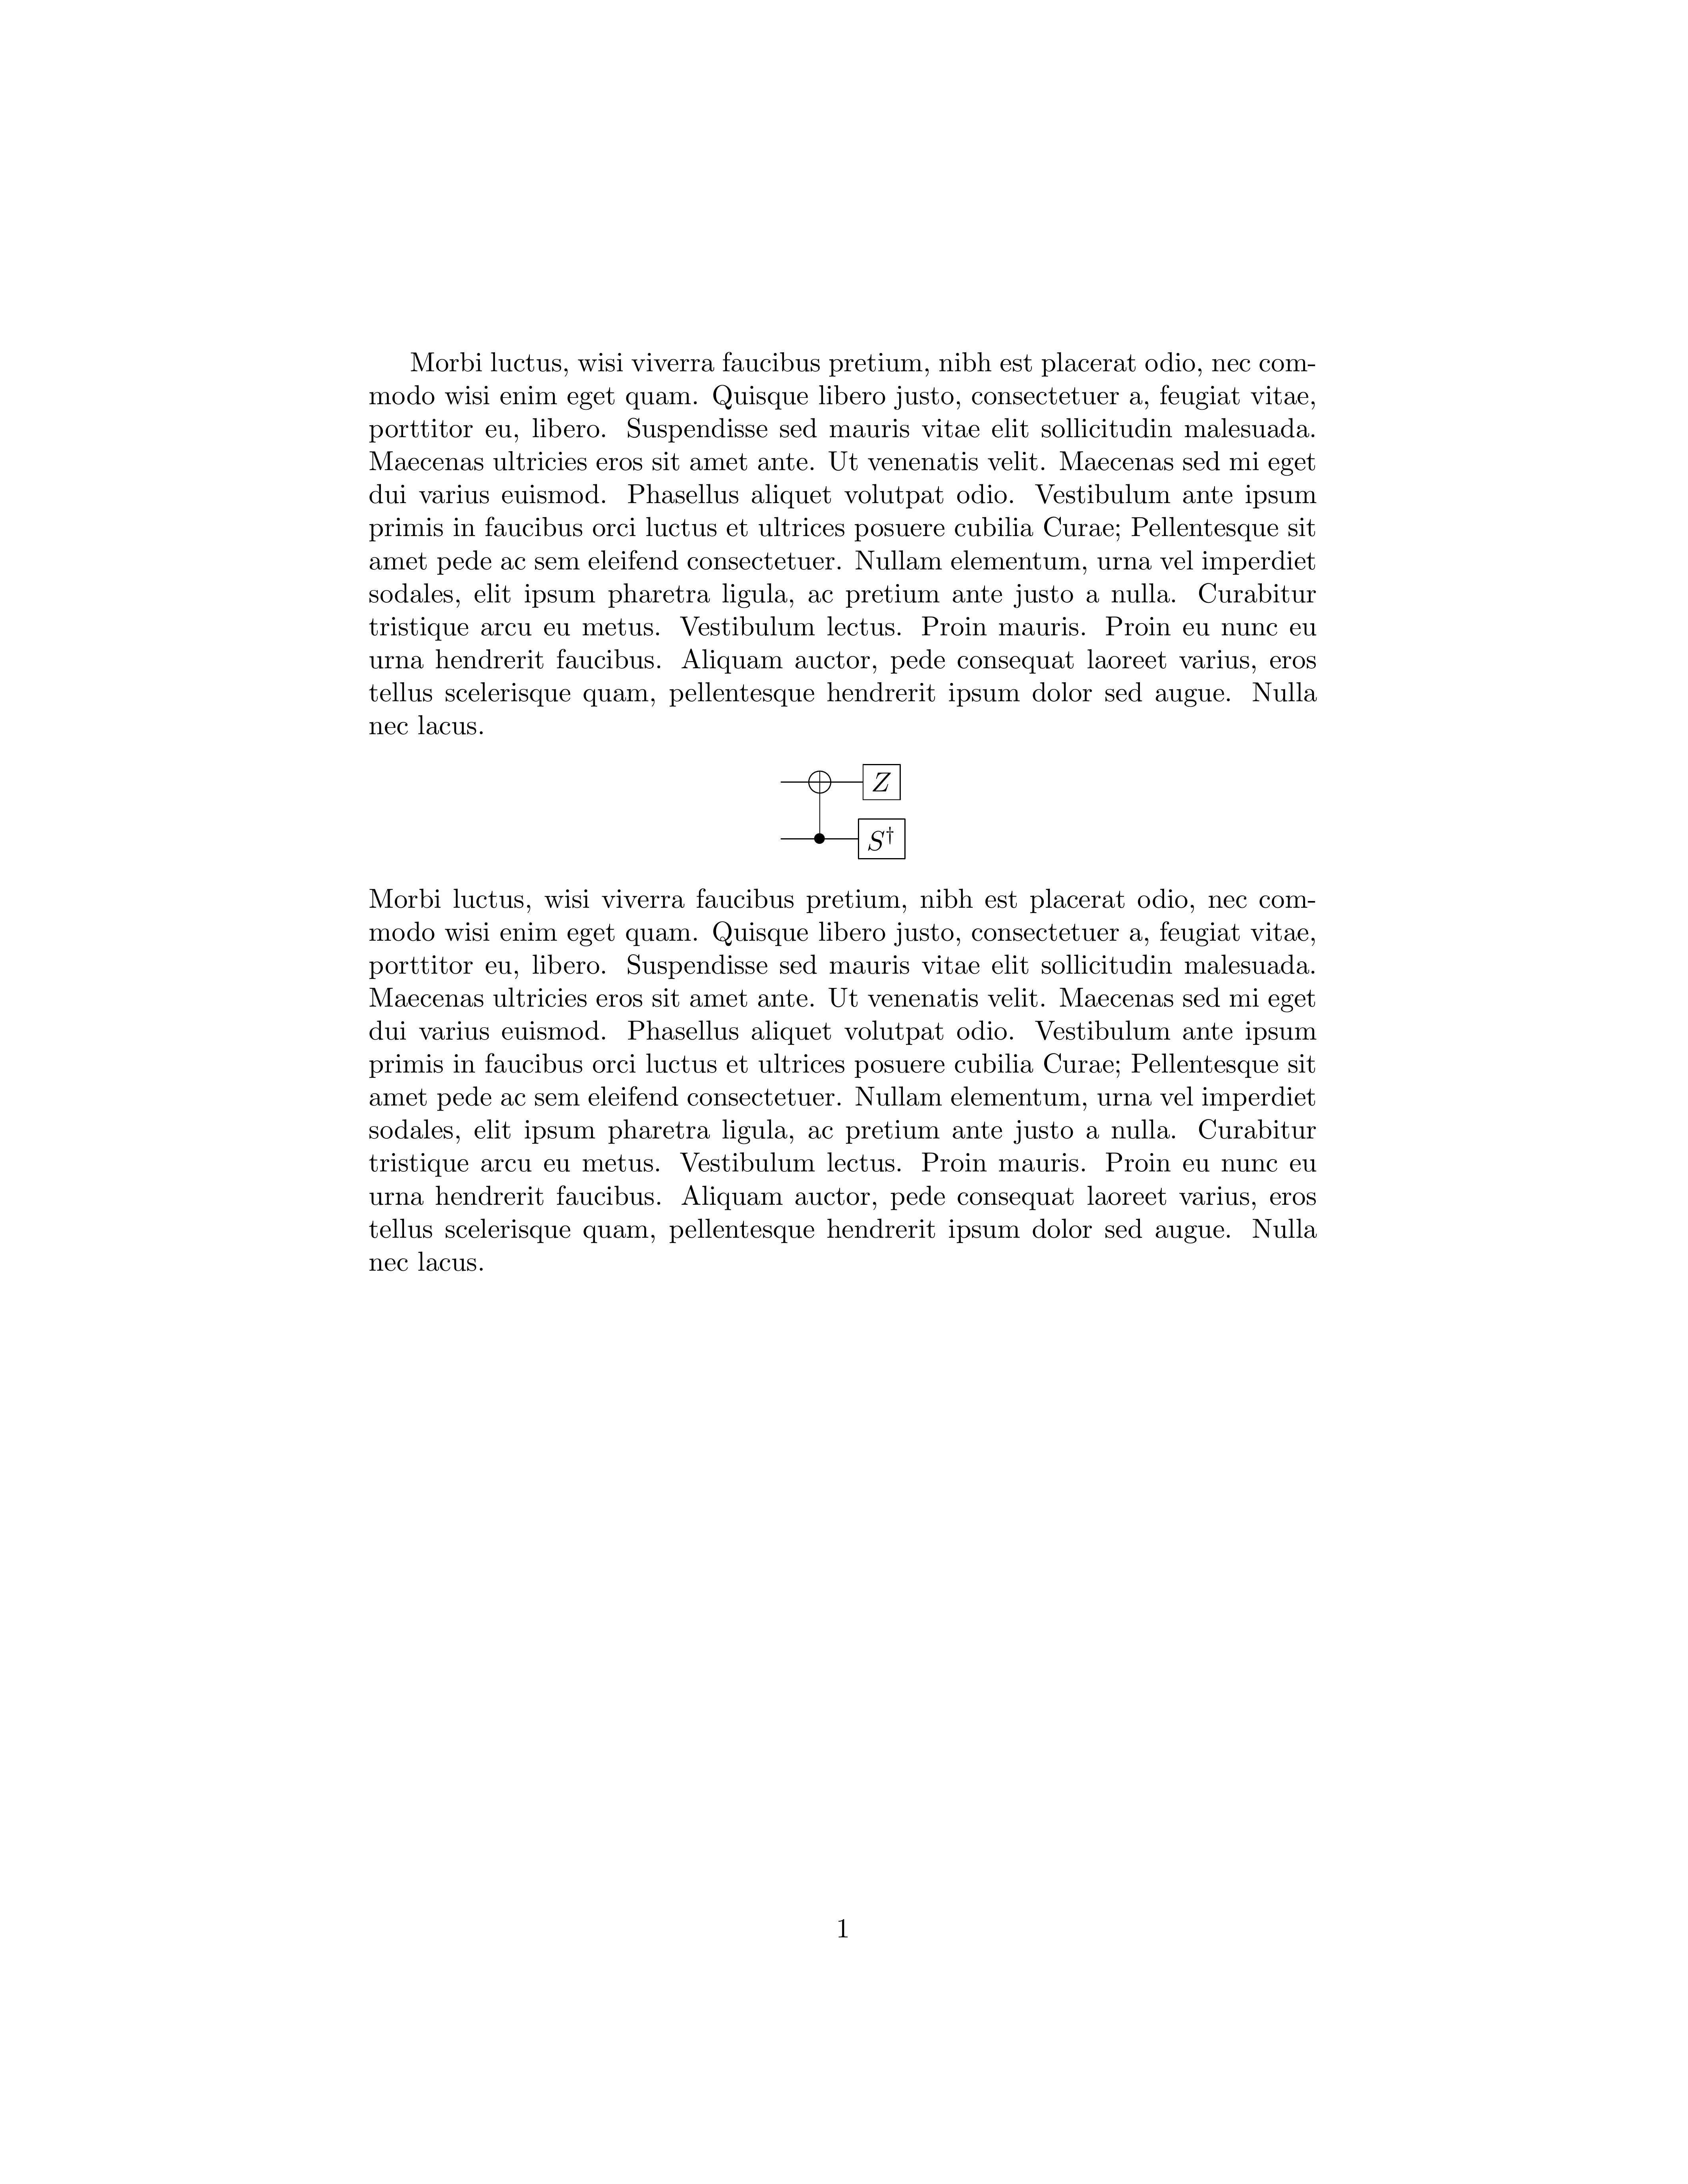 Morbi luctus, wisi viverra faucibus pretium, nibh est placerat odio, nec com-
modo wisi enim eget quam. Quisque libero justo, consectetuer a, feugiat vitae,
porttitor eu, libero. Suspendisse sed mauris vitae elit sollicitudin malesuada.
Maecenas ultricies eros sit amet ante. Ut venenatis velit. Maecenas sed mi eget
dui varius euismod. Phasellus aliquet volutpat odio. Vestibulum ante ipsum
primis in faucibus orci luctus et ultrices posuere cubilia Curae; Pellentesque sit
amet pede ac sem eleifend consectetuer. Nullam elementum, urna vel imperdiet
sodales, elit ipsum pharetra ligula, ac pretium ante justo a nulla. Curabitur
tristique arcu eu metus. Vestibulum lectus. Proin mauris. Proin eu nunc eu
urna hendrerit faucibus. Aliquam auctor, pede consequat laoreet varius, eros
tellus scelerisque quam, pellentesque hendrerit ipsum dolor sed augue. Nulla
nec lacus.
Z
S†
Morbi luctus, wisi viverra faucibus pretium, nibh est placerat odio, nec com-
modo wisi enim eget quam. Quisque libero justo, consectetuer a, feugiat vitae,
porttitor eu, libero. Suspendisse sed mauris vitae elit sollicitudin malesuada.
Maecenas ultricies eros sit amet ante. Ut venenatis velit. Maecenas sed mi eget
dui varius euismod. Phasellus aliquet volutpat odio. Vestibulum ante ipsum
primis in faucibus orci luctus et ultrices posuere cubilia Curae; Pellentesque sit
amet pede ac sem eleifend consectetuer. Nullam elementum, urna vel imperdiet
sodales, elit ipsum pharetra ligula, ac pretium ante justo a nulla. Curabitur
tristique arcu eu metus. Vestibulum lectus. Proin mauris. Proin eu nunc eu
urna hendrerit faucibus. Aliquam auctor, pede consequat laoreet varius, eros
tellus scelerisque quam, pellentesque hendrerit ipsum dolor sed augue. Nulla
nec lacus.
1